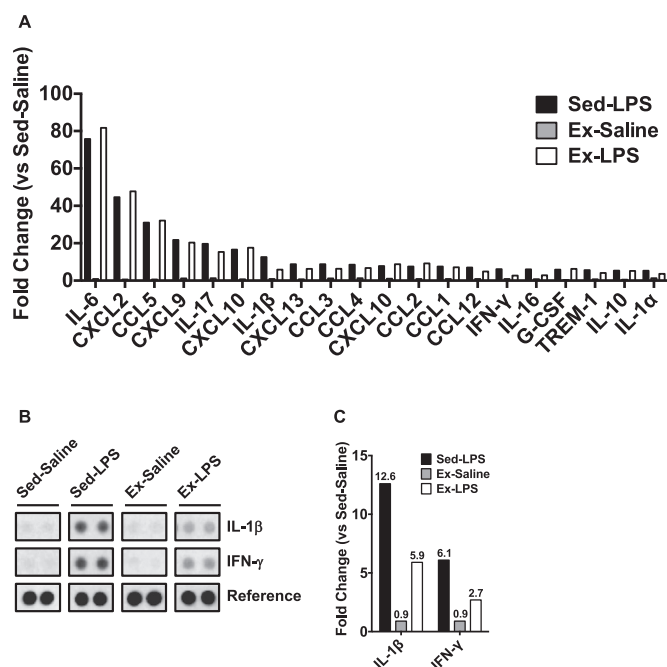 A
Fold Change (vs Sed-Saline)
100
80
60
40
20
0
Sed-LPS
Ex-Saline
Ex-LPS
IL-6
CXCL2
CCL5
CXCL9
IL-17
CXCL10
IL-1β
CXCL13
CCL3
CCL4
CXCL10
CCL2
CCL1
CCL12
IFN-γ
IL-16
G-CSF
TREM-1
IL-10
IL-1α
B
Sed-Saline
Sed-LPS
Ex-Saline
Ex-LPS
IL-1β
IFN-γ
Reference
C
Fold Change (vs Sed-Saline)
15
10
5
0
Sed-LPS
Ex-Saline
Ex-LPS
12.6
0.9
5.9
6.1
0.9
2.7
IL-1β
IFN-γ